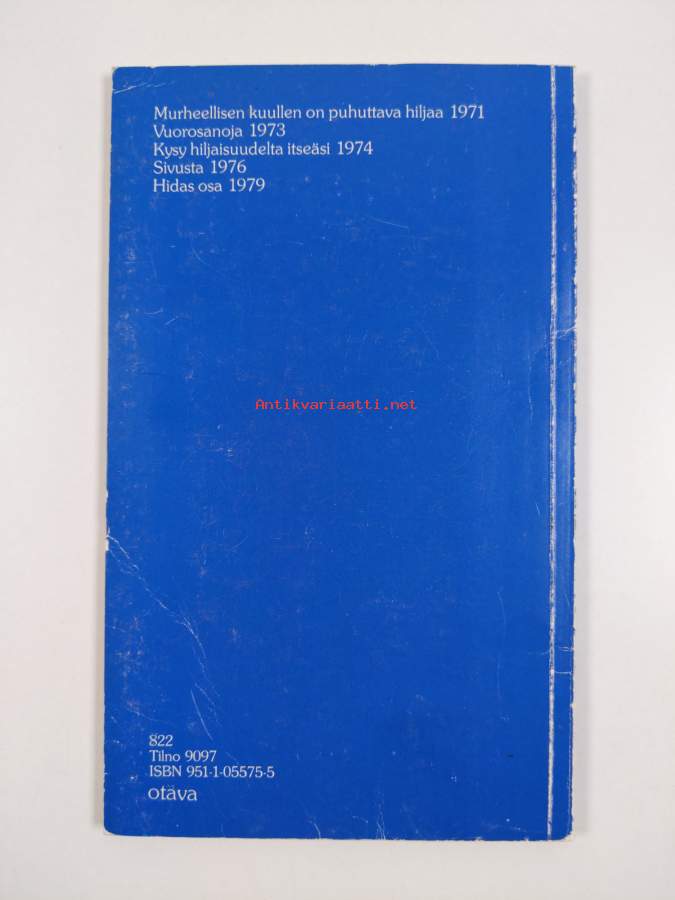 Murheellisen kuullen on puhuttava hiljaa 1971
Vuorosanoja 1973
Kysy hiljaisuudelta itseäsi 1974
Sivusta 1976
Hidas osa 1979
Antikvariaatti.net
822
Tilno 9097
ISBN 951-1-05575-5
otava